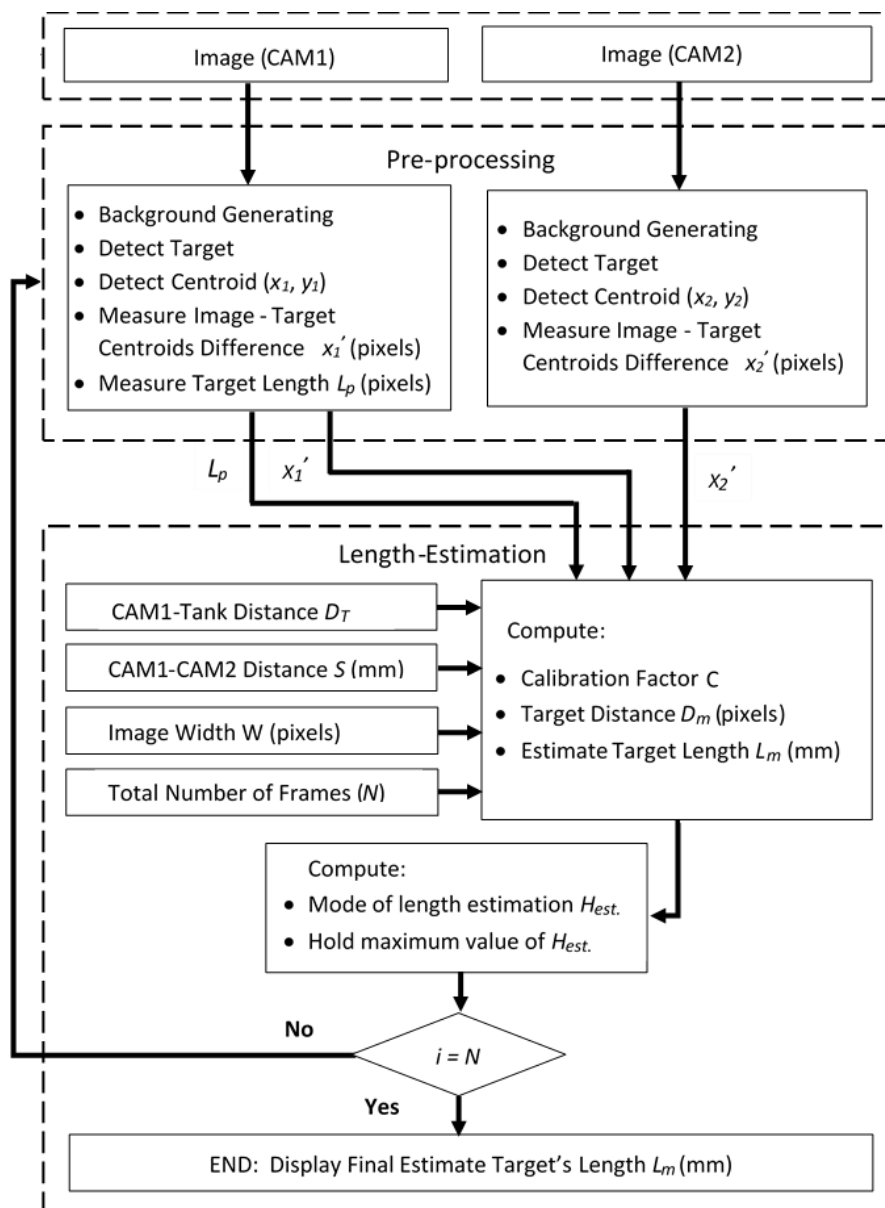 Image (CAM1)
Image (CAM2)
Pre-processing
• Background Generating
• Detect Target
• Detect Centroid (x₁, y₁)
• Measure Image - Target
Centroids Difference x₁′ (pixels)
• Measure Target Length Lₚ (pixels)
• Background Generating
• Detect Target
• Detect Centroid (x₂, y₂)
• Measure Image - Target
Centroids Difference x₂′ (pixels)
Lₚ
x₁′
x₂′
Length-Estimation
CAM1-Tank Distance D_T
CAM1-CAM2 Distance S (mm)
Image Width W (pixels)
Total Number of Frames (N)
Compute:
• Calibration Factor C
• Target Distance Dₘ (pixels)
• Estimate Target Length Lₘ (mm)
Compute:
• Mode of length estimation H_est.
• Hold maximum value of H_est.
No
i = N
Yes
END: Display Final Estimate Target's Length Lₘ (mm)